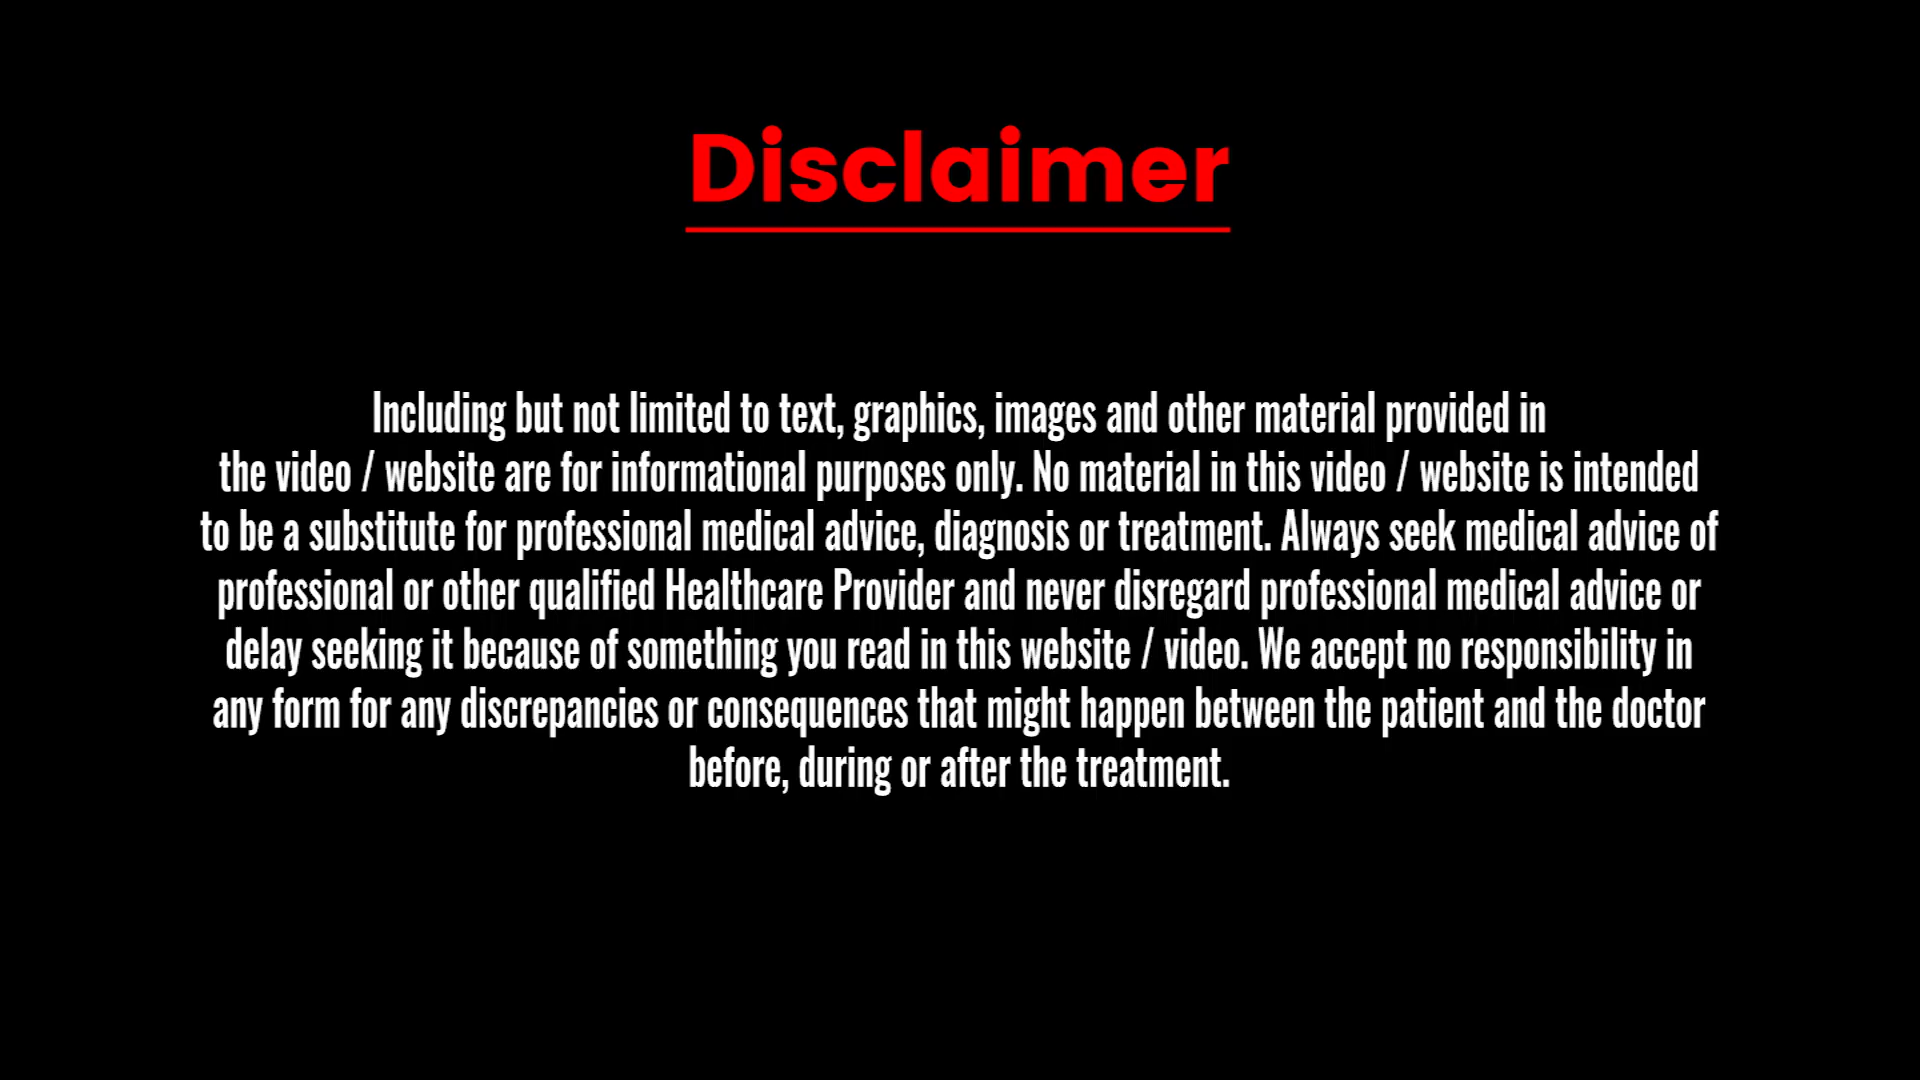 Disclaimer
Including but not limited to text, graphics, images and other material provided in
the video / website are for informational purposes only. No material in this video / website is intended
to be a substitute for professional medical advice, diagnosis or treatment. Always seek medical advice of
professional or other qualified Healthcare Provider and never disregard professional medical advice or
delay seeking it because of something you read in this website / video. We accept no responsibility in
any form for any discrepancies or consequences that might happen between the patient and the doctor
before, during or after the treatment.